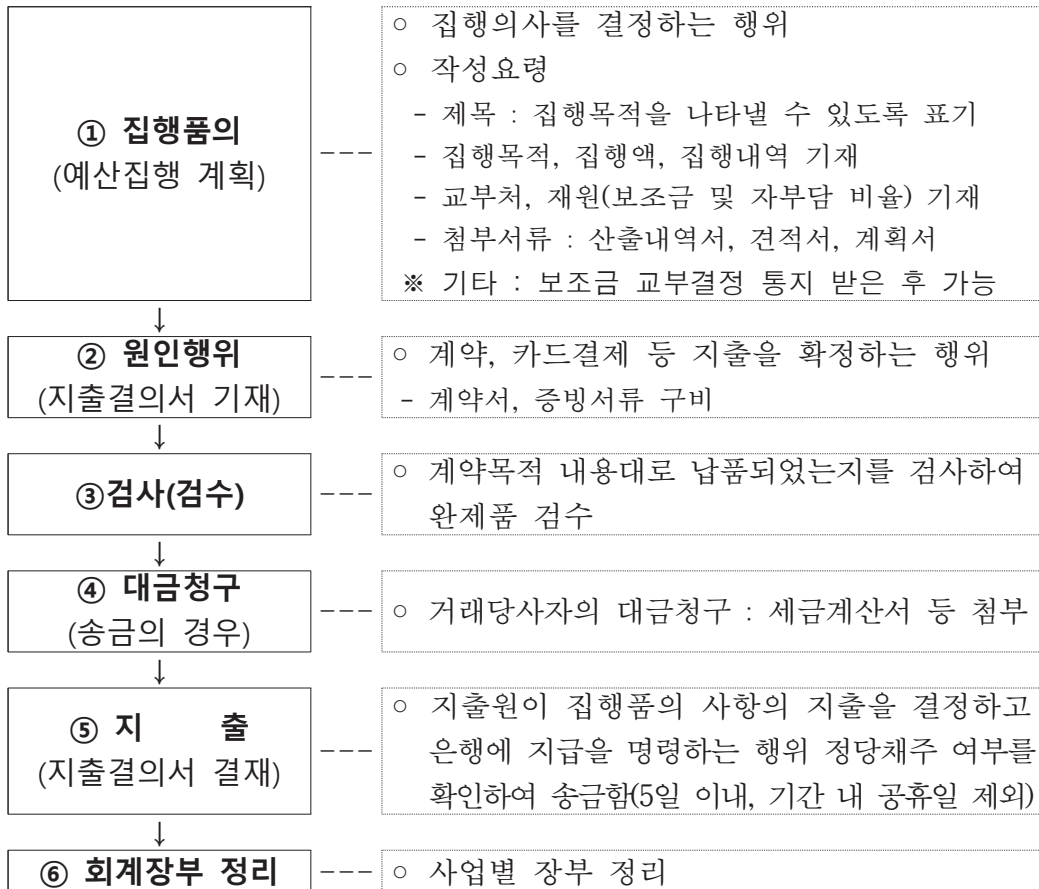 ① 집행품의
(예산집행 계획)
○ 집행의사를 결정하는 행위
○ 작성요령
- 제목 : 집행목적을 나타낼 수 있도록 표기
- 집행목적, 집행액, 집행내역 기재
- 교부처, 재원(보조금 및 자부담 비율) 기재
- 첨부서류 : 산출내역서, 견적서, 계획서
※ 기타 : 보조금 교부결정 통지 받은 후 가능
↓
② 원인행위
(지출결의서 기재)
○ 계약, 카드결제 등 지출을 확정하는 행위
- 계약서, 증빙서류 구비
↓
③검사(검수)
○ 계약목적 내용대로 납품되었는지를 검사하여
완제품 검수
↓
④ 대금청구
(송금의 경우)
○ 거래당사자의 대금청구 : 세금계산서 등 첨부
↓
⑤ 지 출
(지출결의서 결재)
○ 지출원이 집행품의 사항의 지출을 결정하고
은행에 지급을 명령하는 행위 정당채주 여부를
확인하여 송금함(5일 이내, 기간 내 공휴일 제외)
↓
⑥ 회계장부 정리
○ 사업별 장부 정리